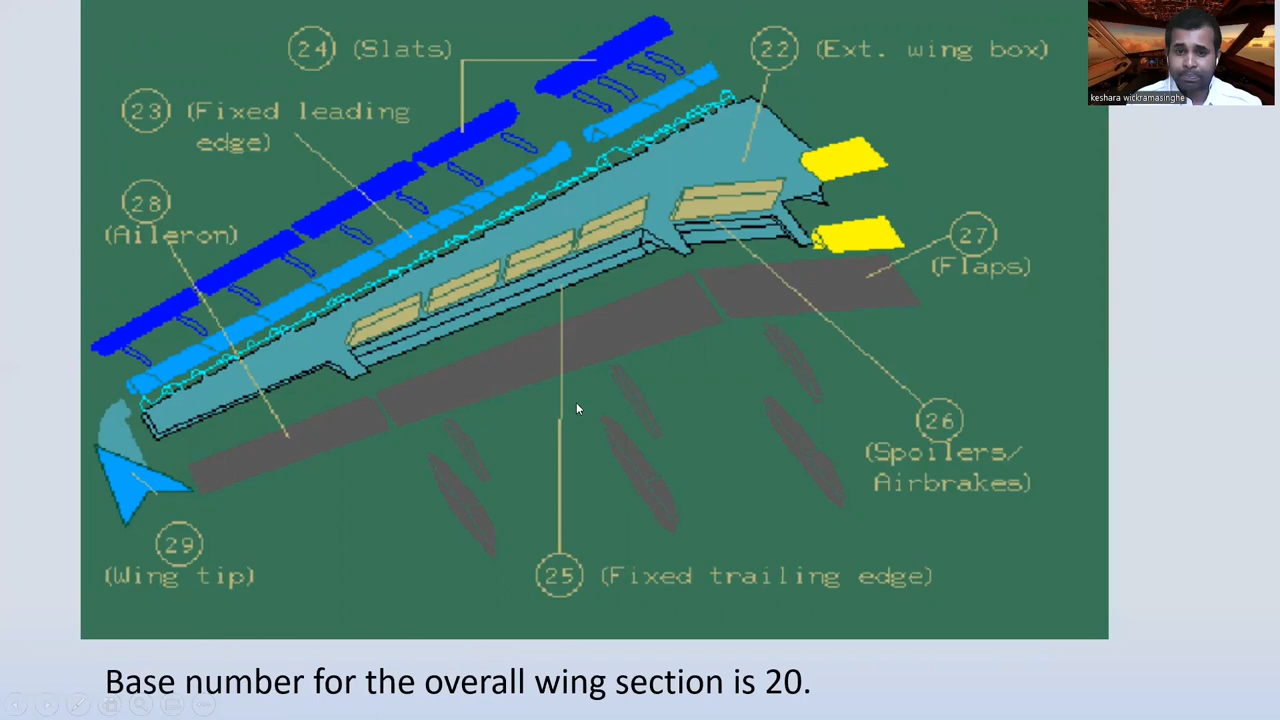 24 (Slats)
22 (Ext. wing box)
keshara wickramasinghe
23 (Fixed leading
edge)
28
(Aileron)
27
(Flaps)
26
(Spoilers/
Airbrakes)
29
(Wing tip)
25 (Fixed trailing edge)
Base number for the overall wing section is 20.